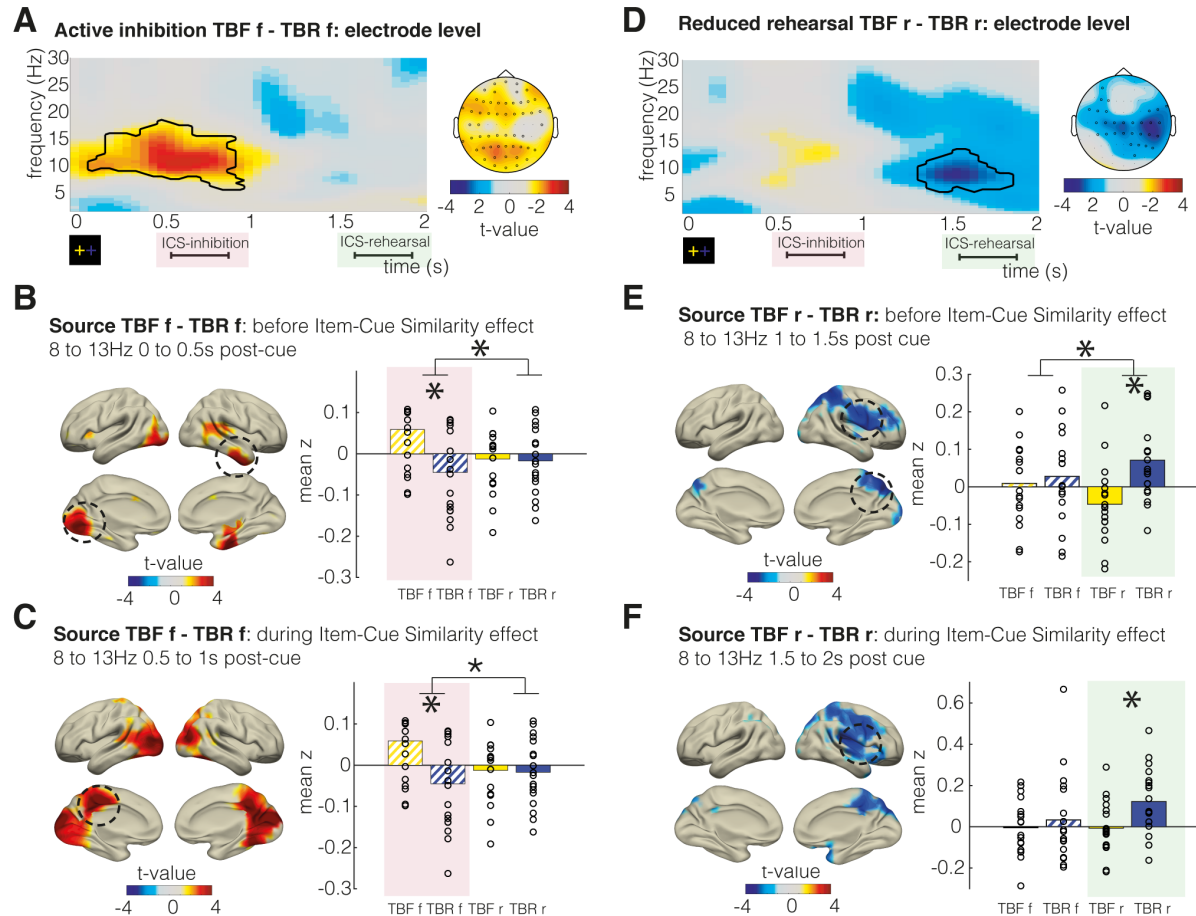 A Active inhibition TBF f - TBR f: electrode level
frequency (Hz)
30
25
20
15
10
5
0
0.5
1
1.5
2
ICS-inhibition
ICS-rehearsal
time (s)
-4 2 0 -2 4
t-value
D Reduced rehearsal TBF r - TBR r: electrode level
frequency (Hz)
30
25
20
15
10
5
0
0.5
1
1.5
2
ICS-inhibition
ICS-rehearsal
time (s)
-4 2 0 -2 4
t-value
B
Source TBF f - TBR f: before Item-Cue Similarity effect
8 to 13Hz 0 to 0.5s post-cue
t-value
-4 0 4
mean z
0.1
0
-0.1
-0.2
-0.3
*
*
TBF f TBR f TBF r TBR r
E
Source TBF r - TBR r: before Item-Cue Similarity effect
8 to 13Hz 1 to 1.5s post cue
t-value
-4 0 4
mean z
0.3
0.2
0.1
0
-0.1
-0.2
*
*
TBF f TBR f TBF r TBR r
C
Source TBF f - TBR f: during Item-Cue Similarity effect
8 to 13Hz 0.5 to 1s post-cue
t-value
-4 0 4
mean z
0.1
0
-0.1
-0.2
-0.3
*
*
TBF f TBR f TBF r TBR r
F
Source TBF r - TBR r: during Item-Cue Similarity effect
8 to 13Hz 1.5 to 2s post cue
t-value
-4 0 4
mean z
0.6
0.4
0.2
0
-0.2
*
TBF f TBR f TBF r TBR r